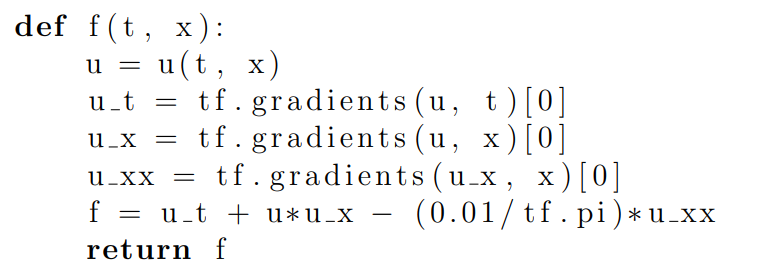 def f(t, x):
    u = u(t, x)
    u_t = tf.gradients(u, t)[0]
    u_x = tf.gradients(u, x)[0]
    u_xx = tf.gradients(u_x, x)[0]
    f = u_t + u*u_x − (0.01/tf.pi)*u_xx
    return f